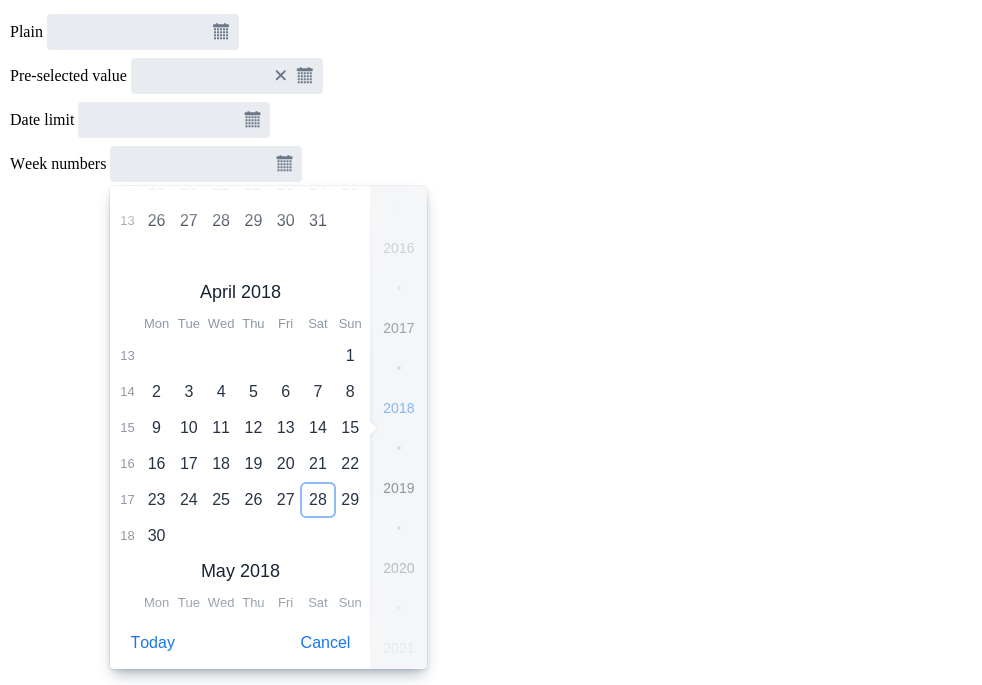 Plain
Pre-selected value
Date limit
Week numbers
13 26 27 28 29 30 31
April 2018
Mon Tue Wed Thu Fri Sat Sun
13 1
14 2 3 4 5 6 7 8
15 9 10 11 12 13 14 15
16 16 17 18 19 20 21 22
17 23 24 25 26 27 28 29
18 30
May 2018
Mon Tue Wed Thu Fri Sat Sun
Today Cancel
2016
2017
2018
2019
2020
2021